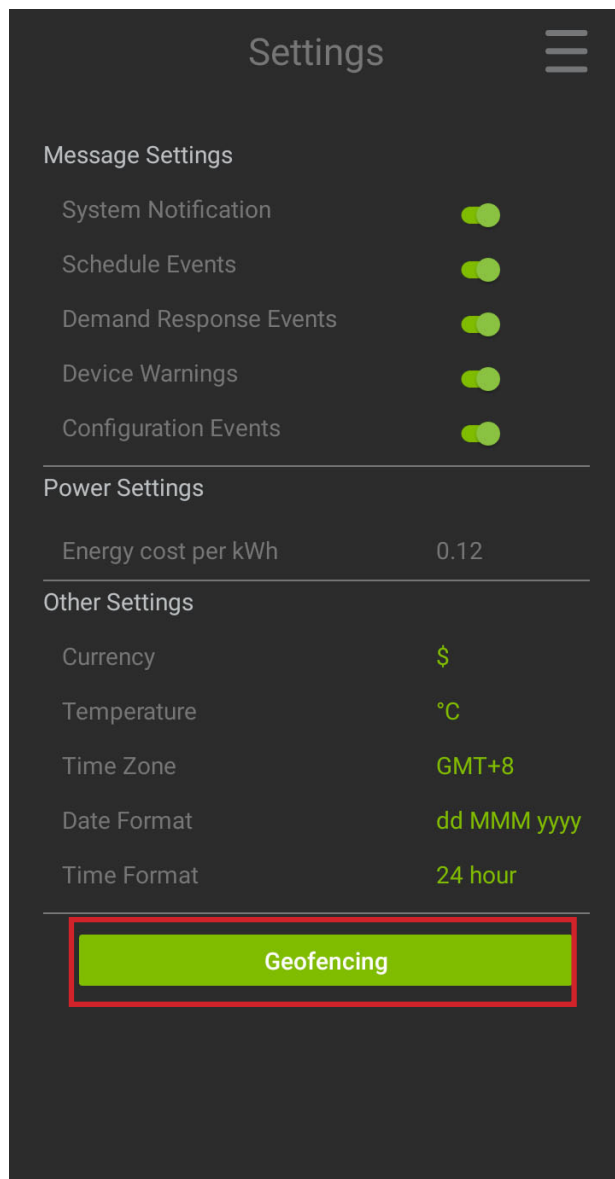 Settings
Message Settings
System Notification
Schedule Events
Demand Response Events
Device Warnings
Configuration Events
Power Settings
Energy cost per kWh 0.12
Other Settings
Currency $
Temperature °C
Time Zone GMT+8
Date Format dd MMM yyyy
Time Format 24 hour
Geofencing